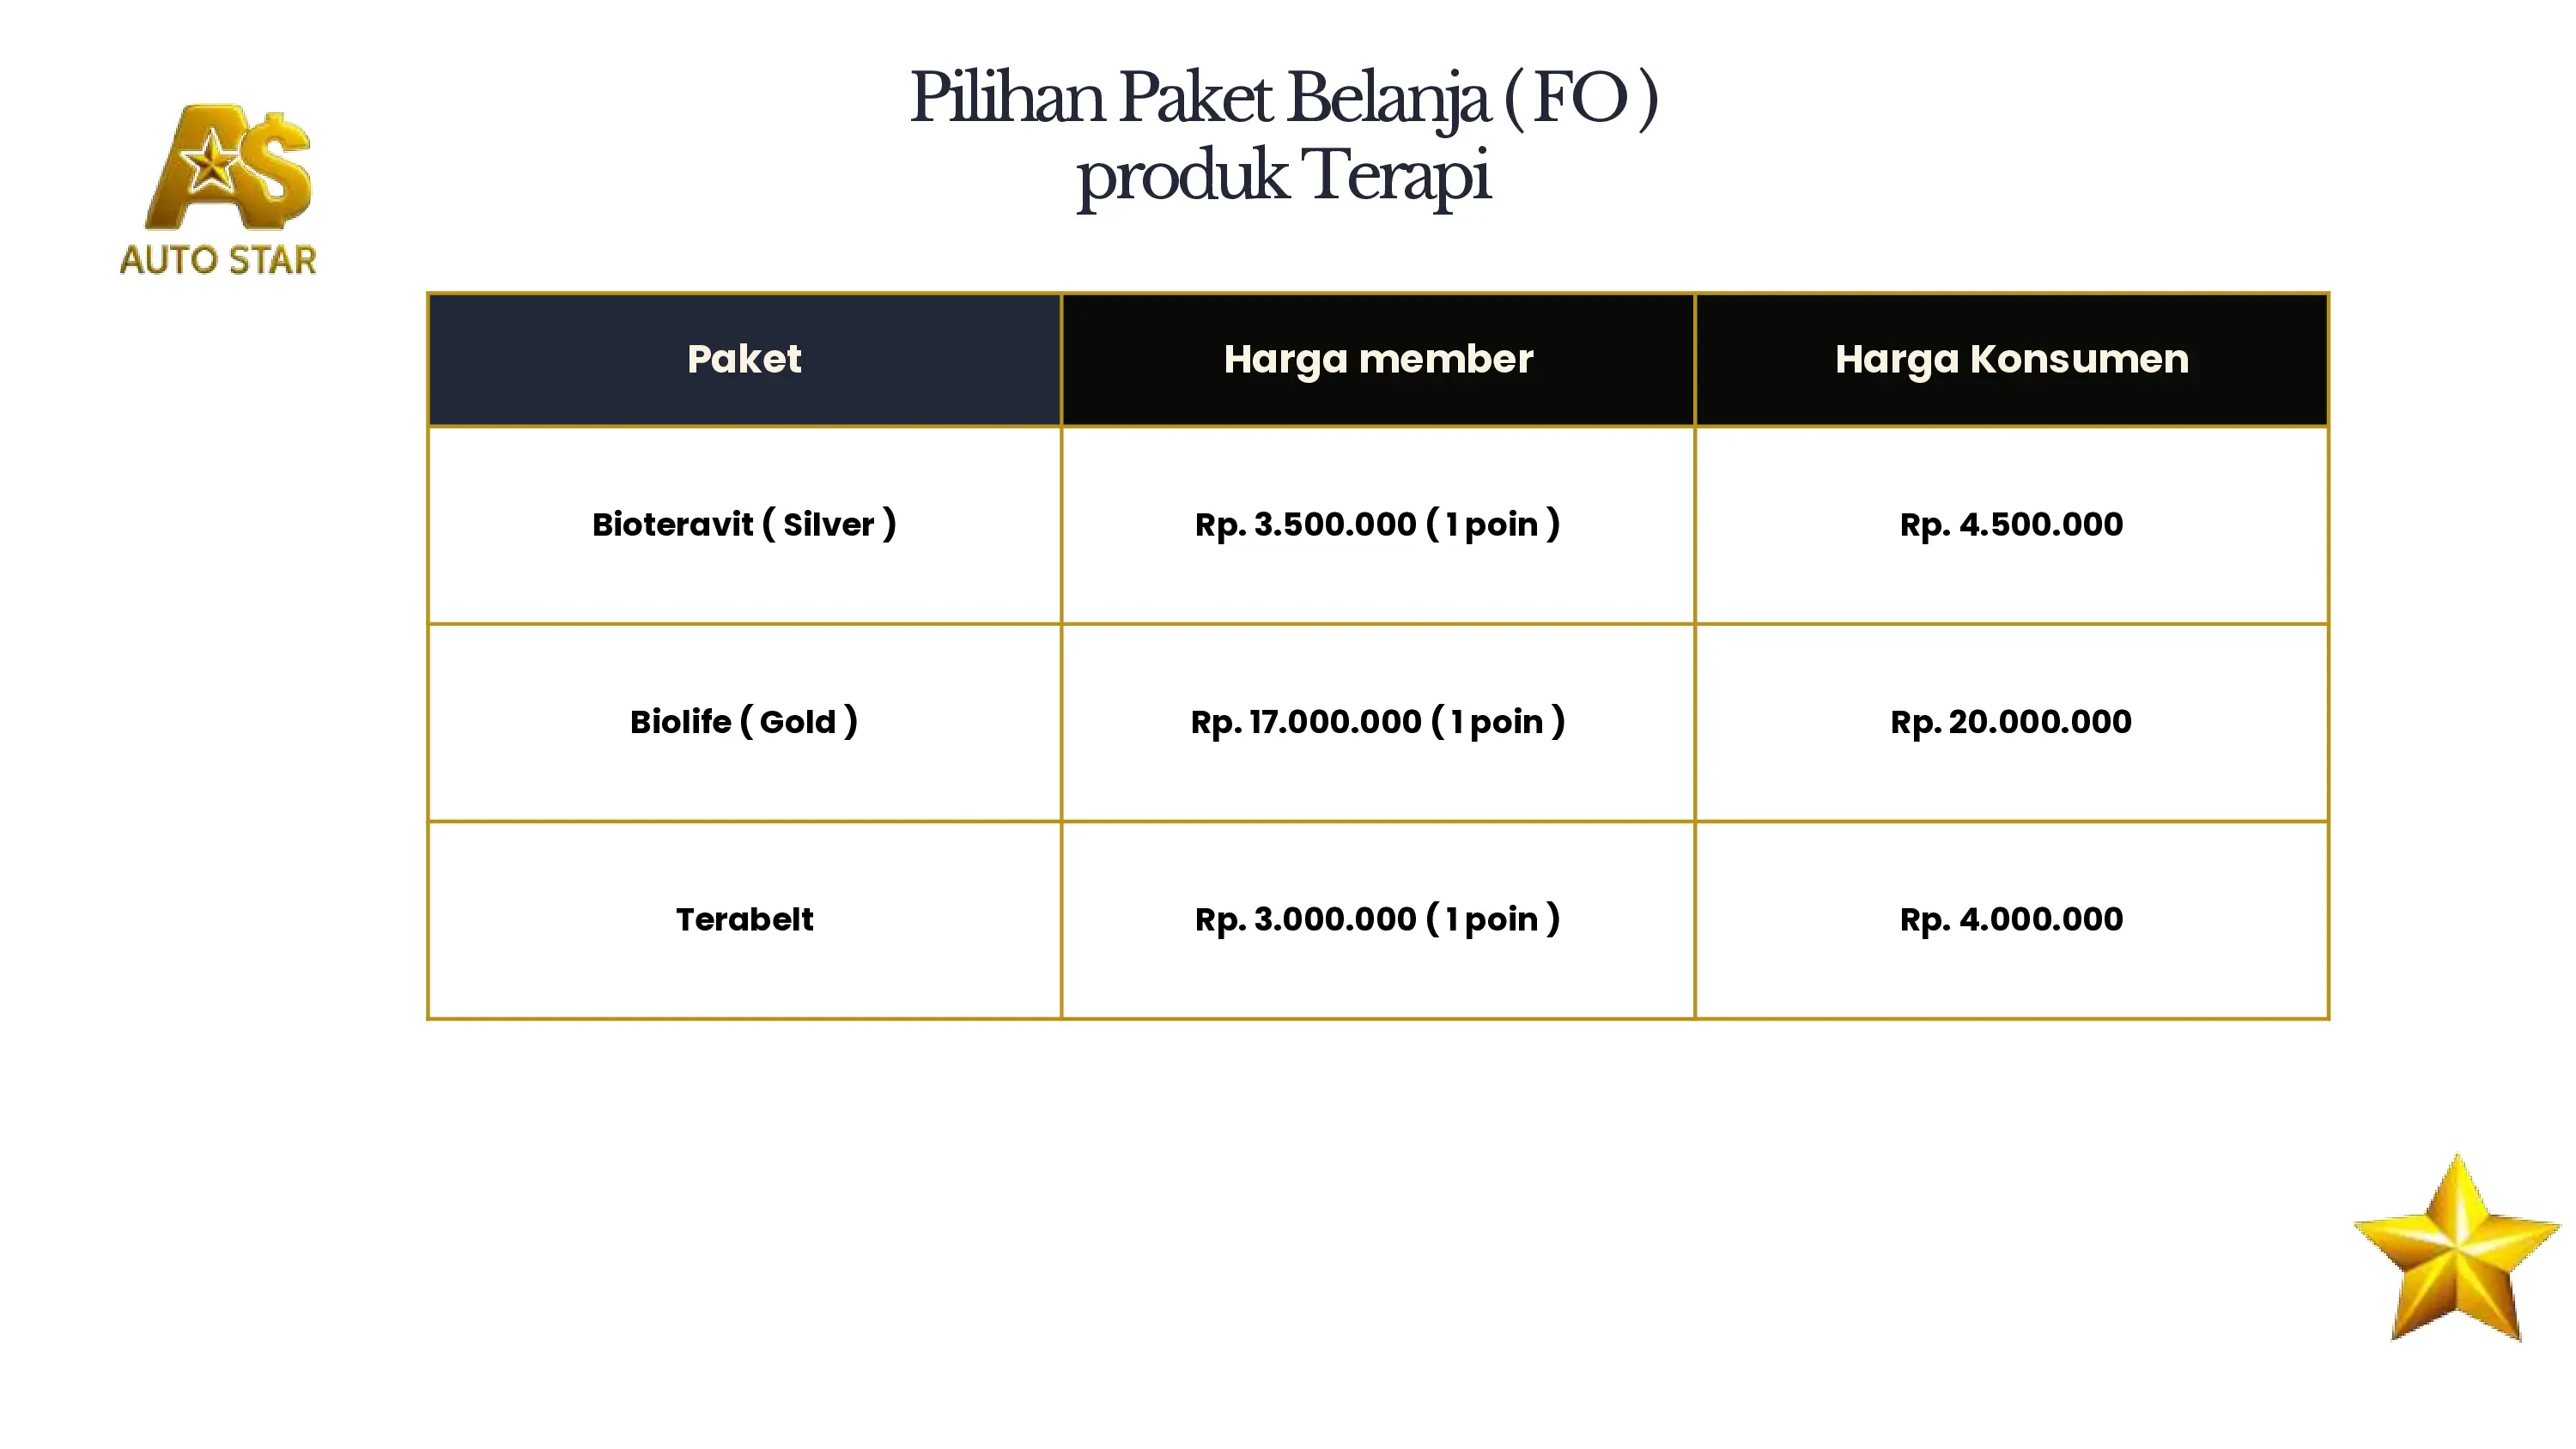 Pilihan Paket Belanja ( FO )
produk Terapi
A$
AUTO STAR
Paket Harga member Harga Konsumen
Bioteravit ( Silver ) Rp. 3.500.000 ( 1 poin ) Rp. 4.500.000
Biolife ( Gold ) Rp. 17.000.000 ( 1 poin ) Rp. 20.000.000
Terabelt Rp. 3.000.000 ( 1 poin ) Rp. 4.000.000